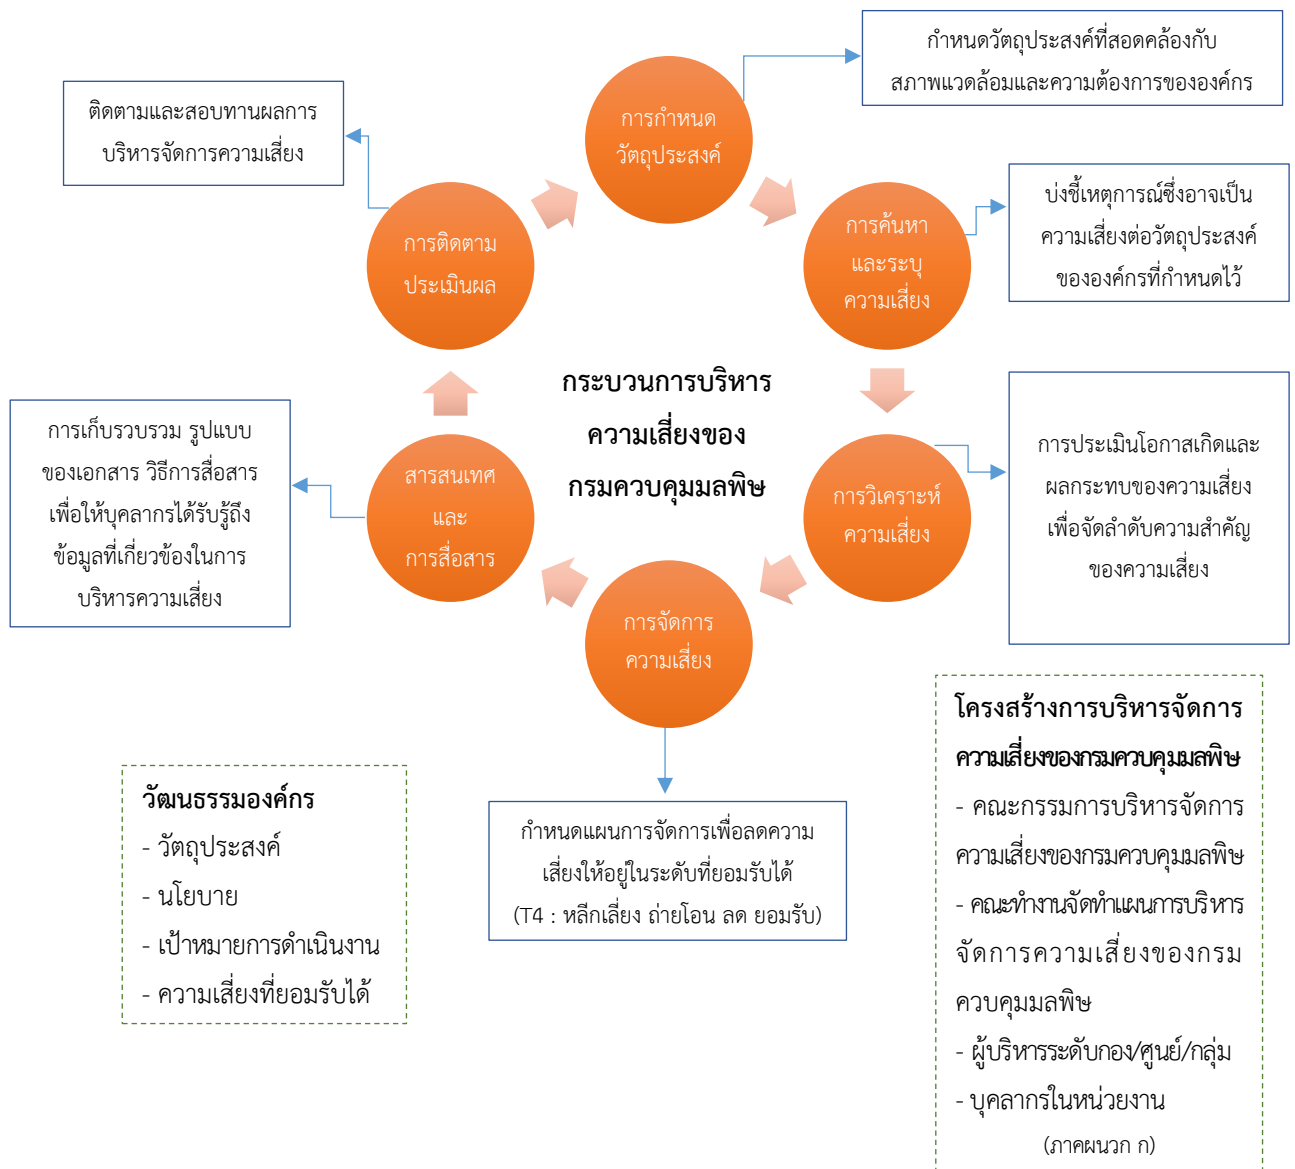 กำหนดวัตถุประสงค์ที่สอดคล้องกับ
สภาพแวดล้อมและความต้องการขององค์กร
การกำหนด
วัตถุประสงค์
ติดตามและสอบทานผลการ
บริหารจัดการความเสี่ยง
การติดตาม
ประเมินผล
การค้นหา
และระบุ
ความเสี่ยง
บ่งชี้เหตุการณ์ซึ่งอาจเป็น
ความเสี่ยงต่อวัตถุประสงค์
ขององค์กรที่กำหนดไว้
กระบวนการบริหาร
ความเสี่ยงของ
กรมควบคุมมลพิษ
การเก็บรวบรวม รูปแบบ
ของเอกสาร วิธีการสื่อสาร
เพื่อให้บุคลากรได้รับรู้ถึง
ข้อมูลที่เกี่ยวข้องในการ
บริหารความเสี่ยง
สารสนเทศ
และ
การสื่อสาร
การวิเคราะห์
ความเสี่ยง
การประเมินโอกาสเกิดและ
ผลกระทบของความเสี่ยง
เพื่อจัดลำดับความสำคัญ
ของความเสี่ยง
การจัดการ
ความเสี่ยง
กำหนดแผนการจัดการเพื่อลดความ
เสี่ยงให้อยู่ในระดับที่ยอมรับได้
(T4 : หลีกเลี่ยง ถ่ายโอน ลด ยอมรับ)
วัฒนธรรมองค์กร
- วัตถุประสงค์
- นโยบาย
- เป้าหมายการดำเนินงาน
- ความเสี่ยงที่ยอมรับได้
โครงสร้างการบริหารจัดการ
ความเสี่ยงของกรมควบคุมมลพิษ
- คณะกรรมการบริหารจัดการ
ความเสี่ยงของกรมควบคุมมลพิษ
- คณะทำงานจัดทำแผนการบริหาร
จัดการความเสี่ยงของกรม
ควบคุมมลพิษ
- ผู้บริหารระดับกอง/ศูนย์/กลุ่ม
- บุคลากรในหน่วยงาน
(ภาคผนวก ก)